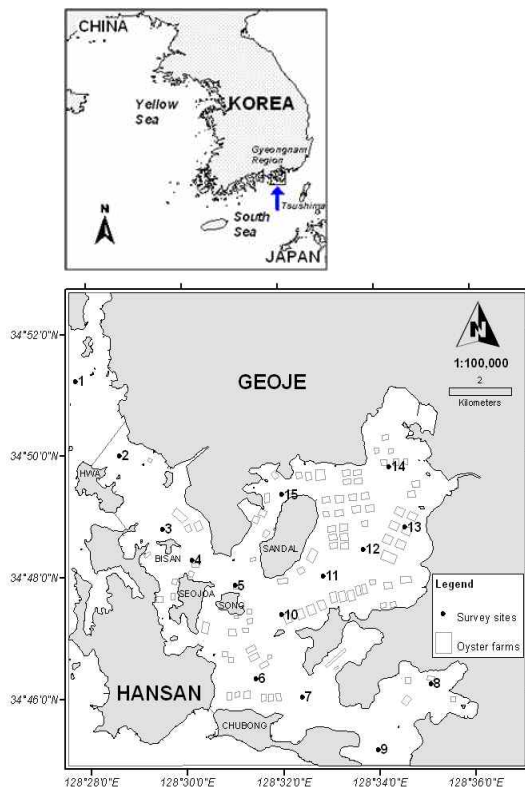 CHINA
Yellow
Sea
KOREA
Gyeongnam
Region
Tsushima
South
Sea
N
JAPAN
34°52'0"N
34°50'0"N
34°48'0"N
34°46'0"N
N
1:100,000
2
Kilometers
GEOJE
1
2
HWA
3
BISAN
4
SEOJOA
5
SONG
15
SANDAL
14
13
12
11
10
6
7
8
9
HANSAN
CHUBONG
Legend
Survey sites
Oyster farms
128°28'0"E
128°30'0"E
128°32'0"E
128°34'0"E
128°36'0"E